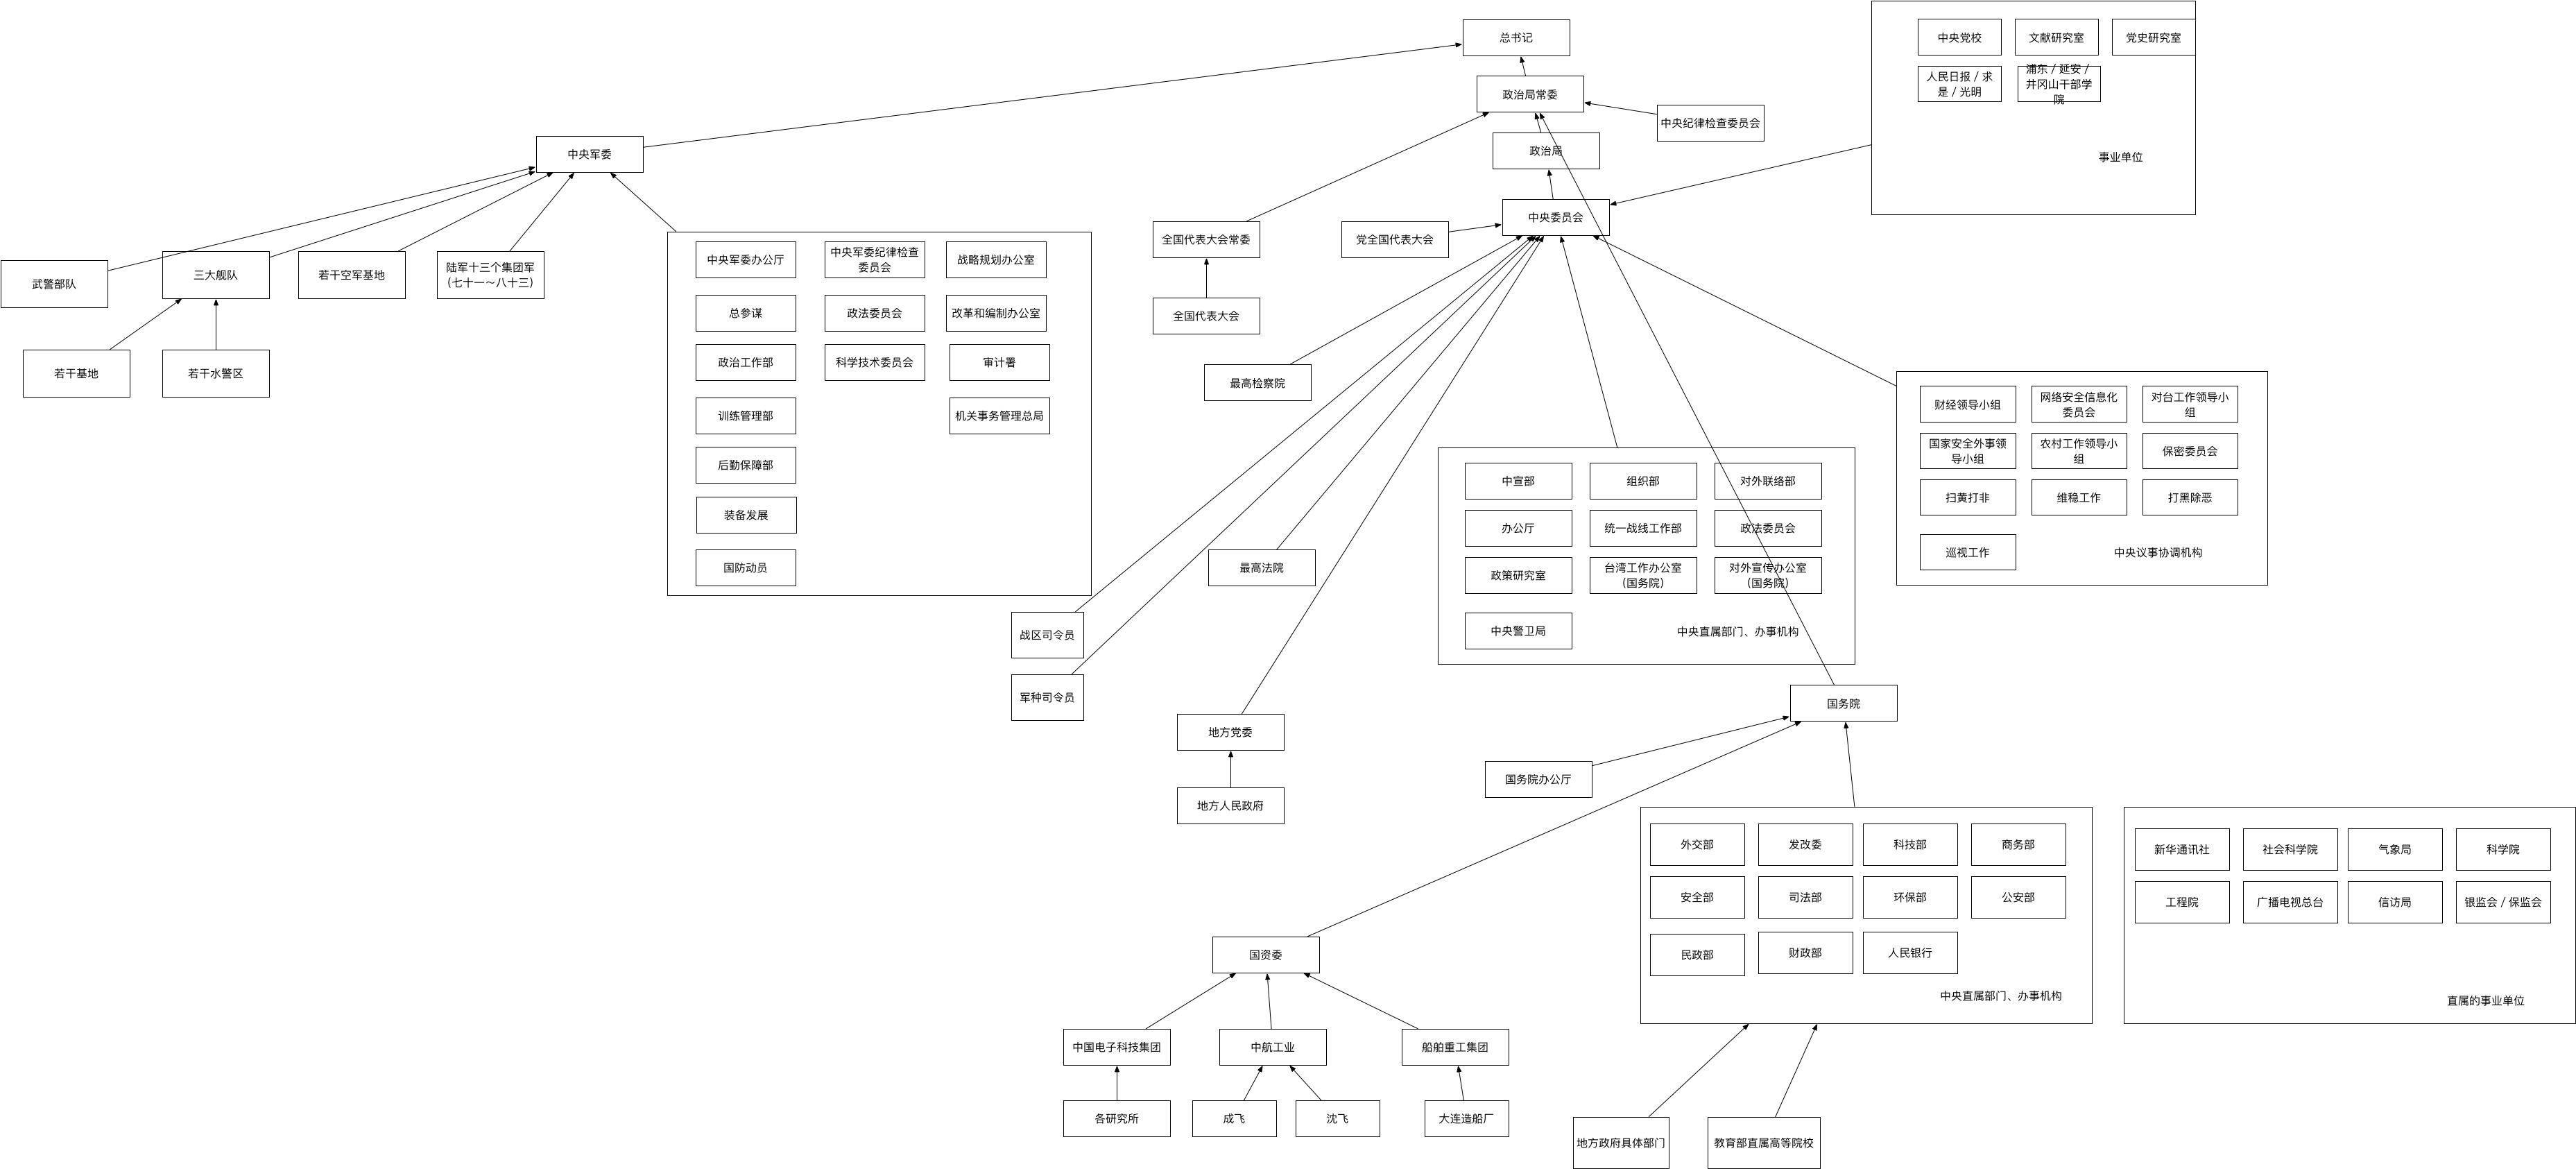 总书记
政治局常委
中央纪律检查委员会
政治局
中央委员会
中央党校
文献研究室
党史研究室
人民日报 / 求
是 / 光明
浦东 / 延安 /
井冈山干部学
院
事业单位
中央军委
武警部队
三大舰队
若干空军基地
陆军十三个集团军
(七十一～八十三)
若干基地
若干水警区
中央军委办公厅
中央军委纪律检查
委员会
战略规划办公室
总参谋
政法委员会
改革和编制办公室
政治工作部
科学技术委员会
审计署
训练管理部
机关事务管理总局
后勤保障部
装备发展
国防动员
全国代表大会常委
党全国代表大会
全国代表大会
最高检察院
最高法院
战区司令员
军种司令员
地方党委
地方人民政府
中宣部
组织部
对外联络部
办公厅
统一战线工作部
政法委员会
政策研究室
台湾工作办公室
(国务院)
对外宣传办公室
(国务院)
中央警卫局
中央直属部门、办事机构
财经领导小组
网络安全信息化
委员会
对台工作领导小
组
国家安全外事领
导小组
农村工作领导小
组
保密委员会
扫黄打非
维稳工作
打黑除恶
巡视工作
中央议事协调机构
国务院
国务院办公厅
外交部
发改委
科技部
商务部
安全部
司法部
环保部
公安部
民政部
财政部
人民银行
中央直属部门、办事机构
新华通讯社
社会科学院
气象局
科学院
工程院
广播电视总台
信访局
银监会 / 保监会
直属的事业单位
国资委
中国电子科技集团
中航工业
船舶重工集团
各研究所
成飞
沈飞
大连造船厂
地方政府具体部门
教育部直属高等院校